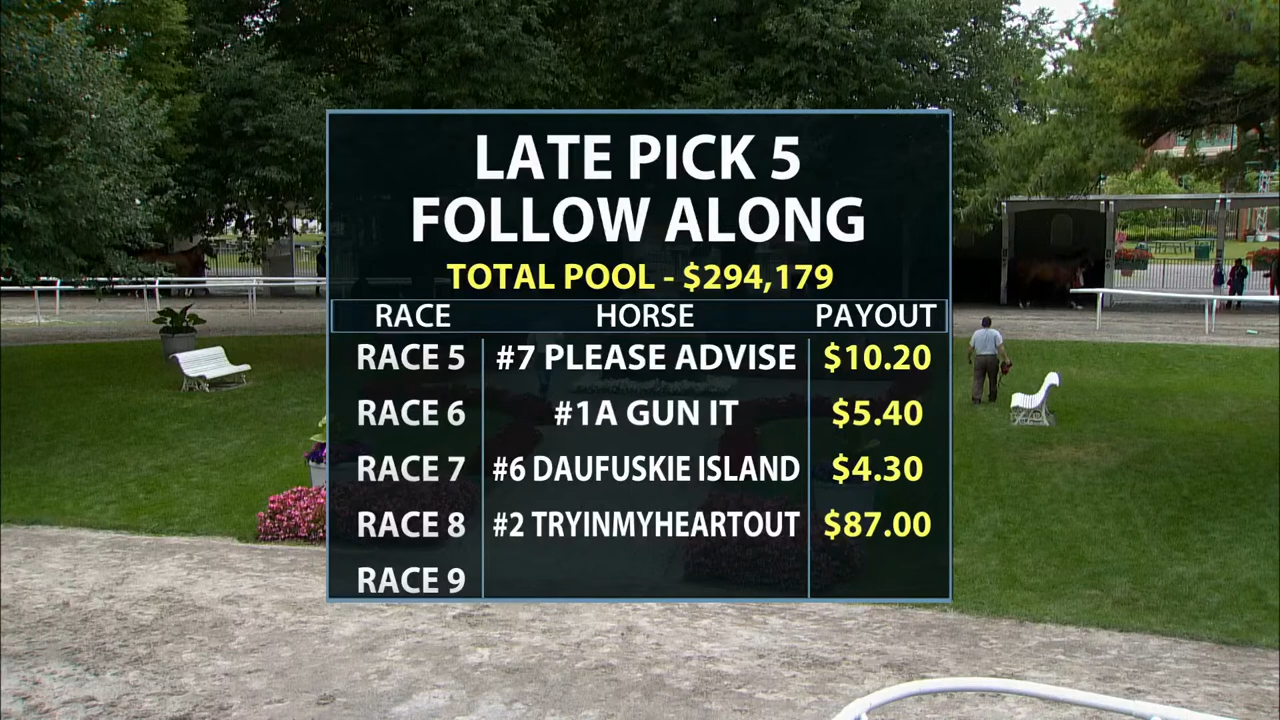 LATE PICK 5
FOLLOW ALONG
TOTAL POOL - $294,179
RACE HORSE PAYOUT
RACE 5 #7 PLEASE ADVISE $10.20
RACE 6 #1A GUN IT $5.40
RACE 7 #6 DAUFUSKIE ISLAND $4.30
RACE 8 #2 TRYINMYHEARTOUT $87.00
RACE 9